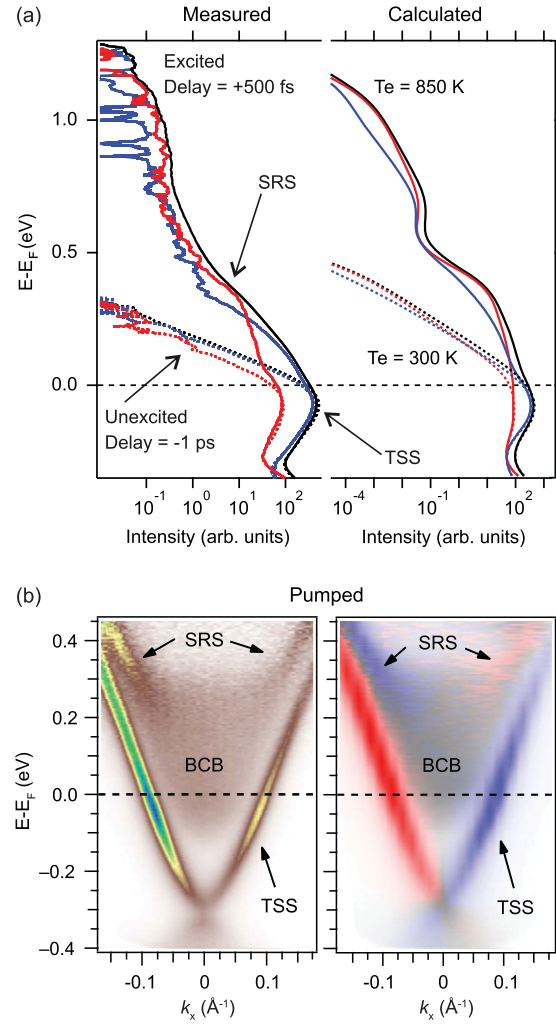 (a)
Measured
Calculated
Excited
Delay = +500 fs
Te = 850 K
SRS
Te = 300 K
Unexcited
Delay = -1 ps
TSS
E-E_F (eV)
1.0
0.5
0.0
10^-1
10^0
10^1
10^2
10^-4
10^-1
10^2
Intensity (arb. units)
Intensity (arb. units)
(b)
Pumped
SRS
SRS
BCB
BCB
TSS
TSS
E-E_F (eV)
0.4
0.2
0.0
−0.2
−0.4
-0.1
0
0.1
-0.1
0
0.1
k_x (Å^-1)
k_x (Å^-1)